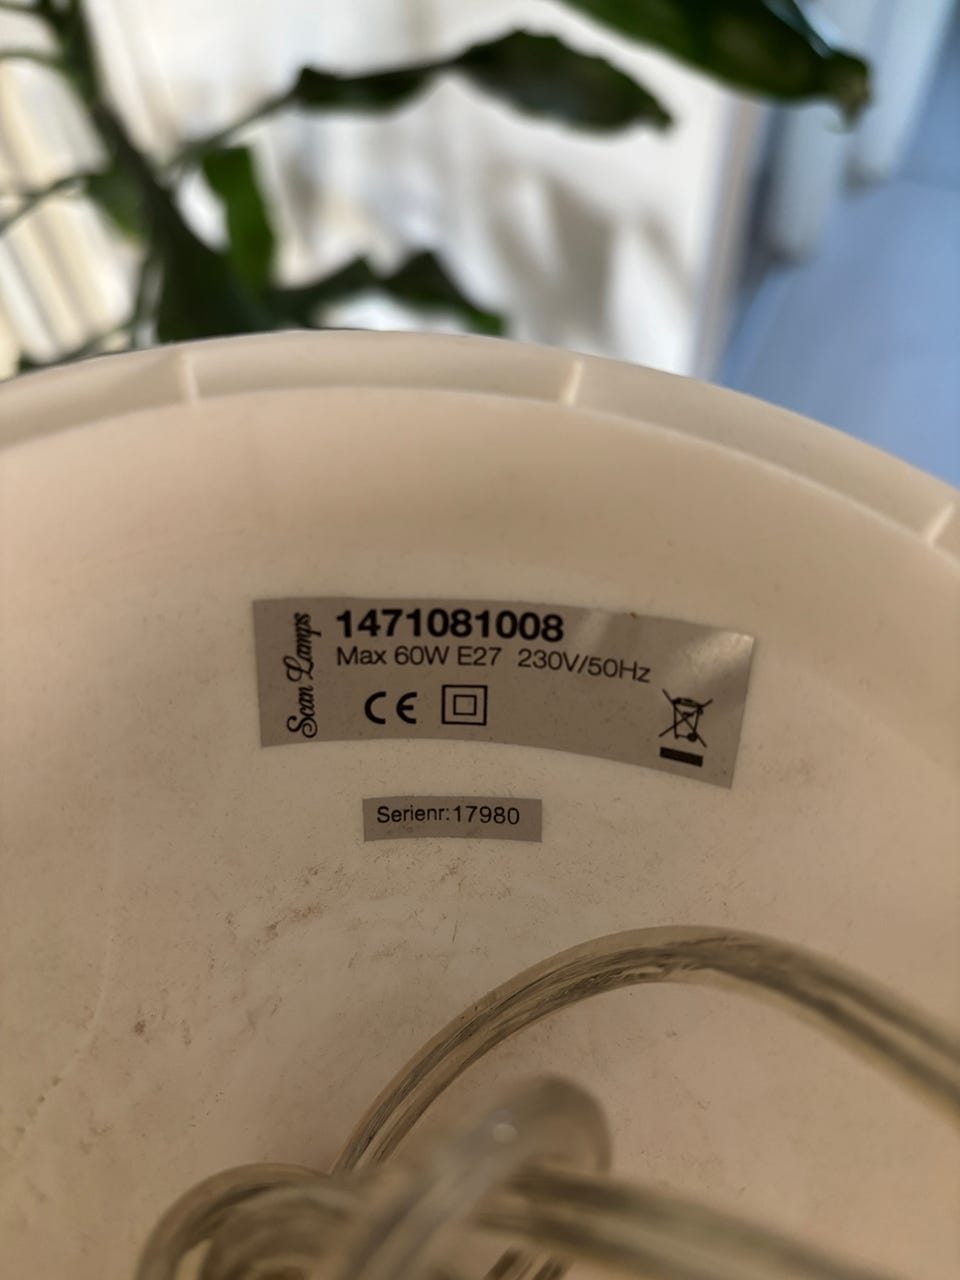 Scan Lamps
1471081008
Max 60W E27 230V/50Hz
CE
Serienr:17980